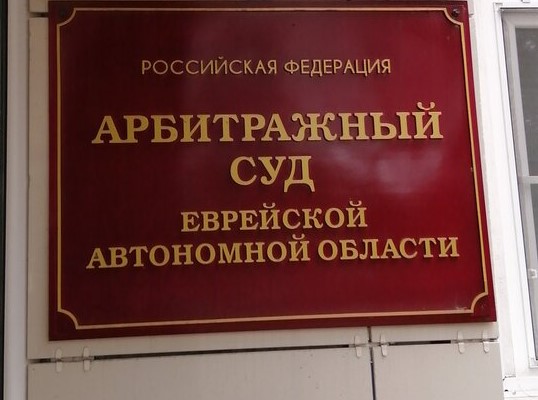 РОССИЙСКАЯ ФЕДЕРАЦИЯ
АРБИТРАЖНЫЙ
СУД
ЕВРЕЙСКОЙ
АВТОНОМНОЙ ОБЛАСТИ